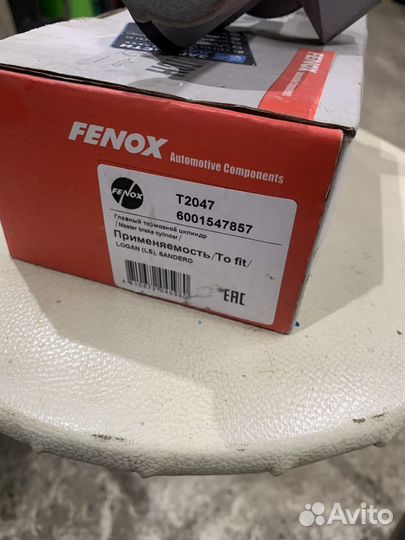 FENOX
FENOX
Automotive Components
FENOX
T2047
6001547857
Главный тормозной цилиндр
/ Master brake cylinder /
Применяемость/To fit/
LOGAN (LS), SANDERO
EAC
Avito